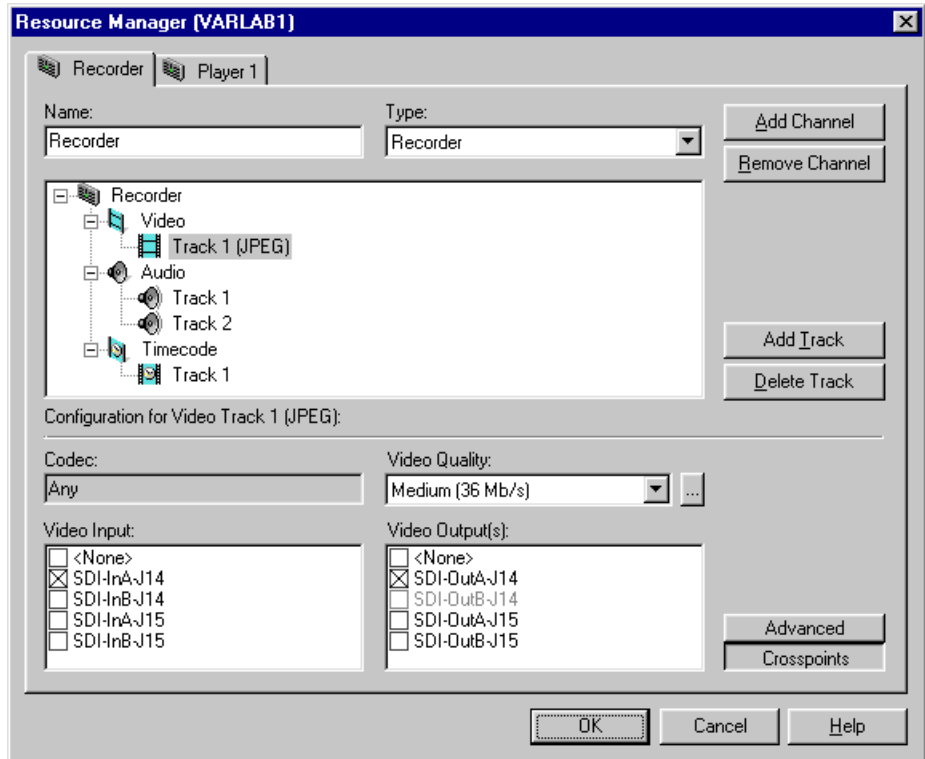 Resource Manager (VARLAB1)
Recorder Player 1
Name: Type:
Recorder Recorder
Add Channel
Remove Channel
Recorder
Video
Track 1 (JPEG)
Audio
Track 1
Track 2
Timecode
Track 1
Add Track
Delete Track
Configuration for Video Track 1 (JPEG):
Codec: Video Quality:
Any Medium (36 Mb/s) ...
Video Input: Video Output(s):
<None> <None>
SDI-InA-J14 SDI-OutA-J14
SDI-InB-J14 SDI-OutB-J14
SDI-InA-J15 SDI-OutA-J15
SDI-InB-J15 SDI-OutB-J15
Advanced
Crosspoints
OK Cancel Help